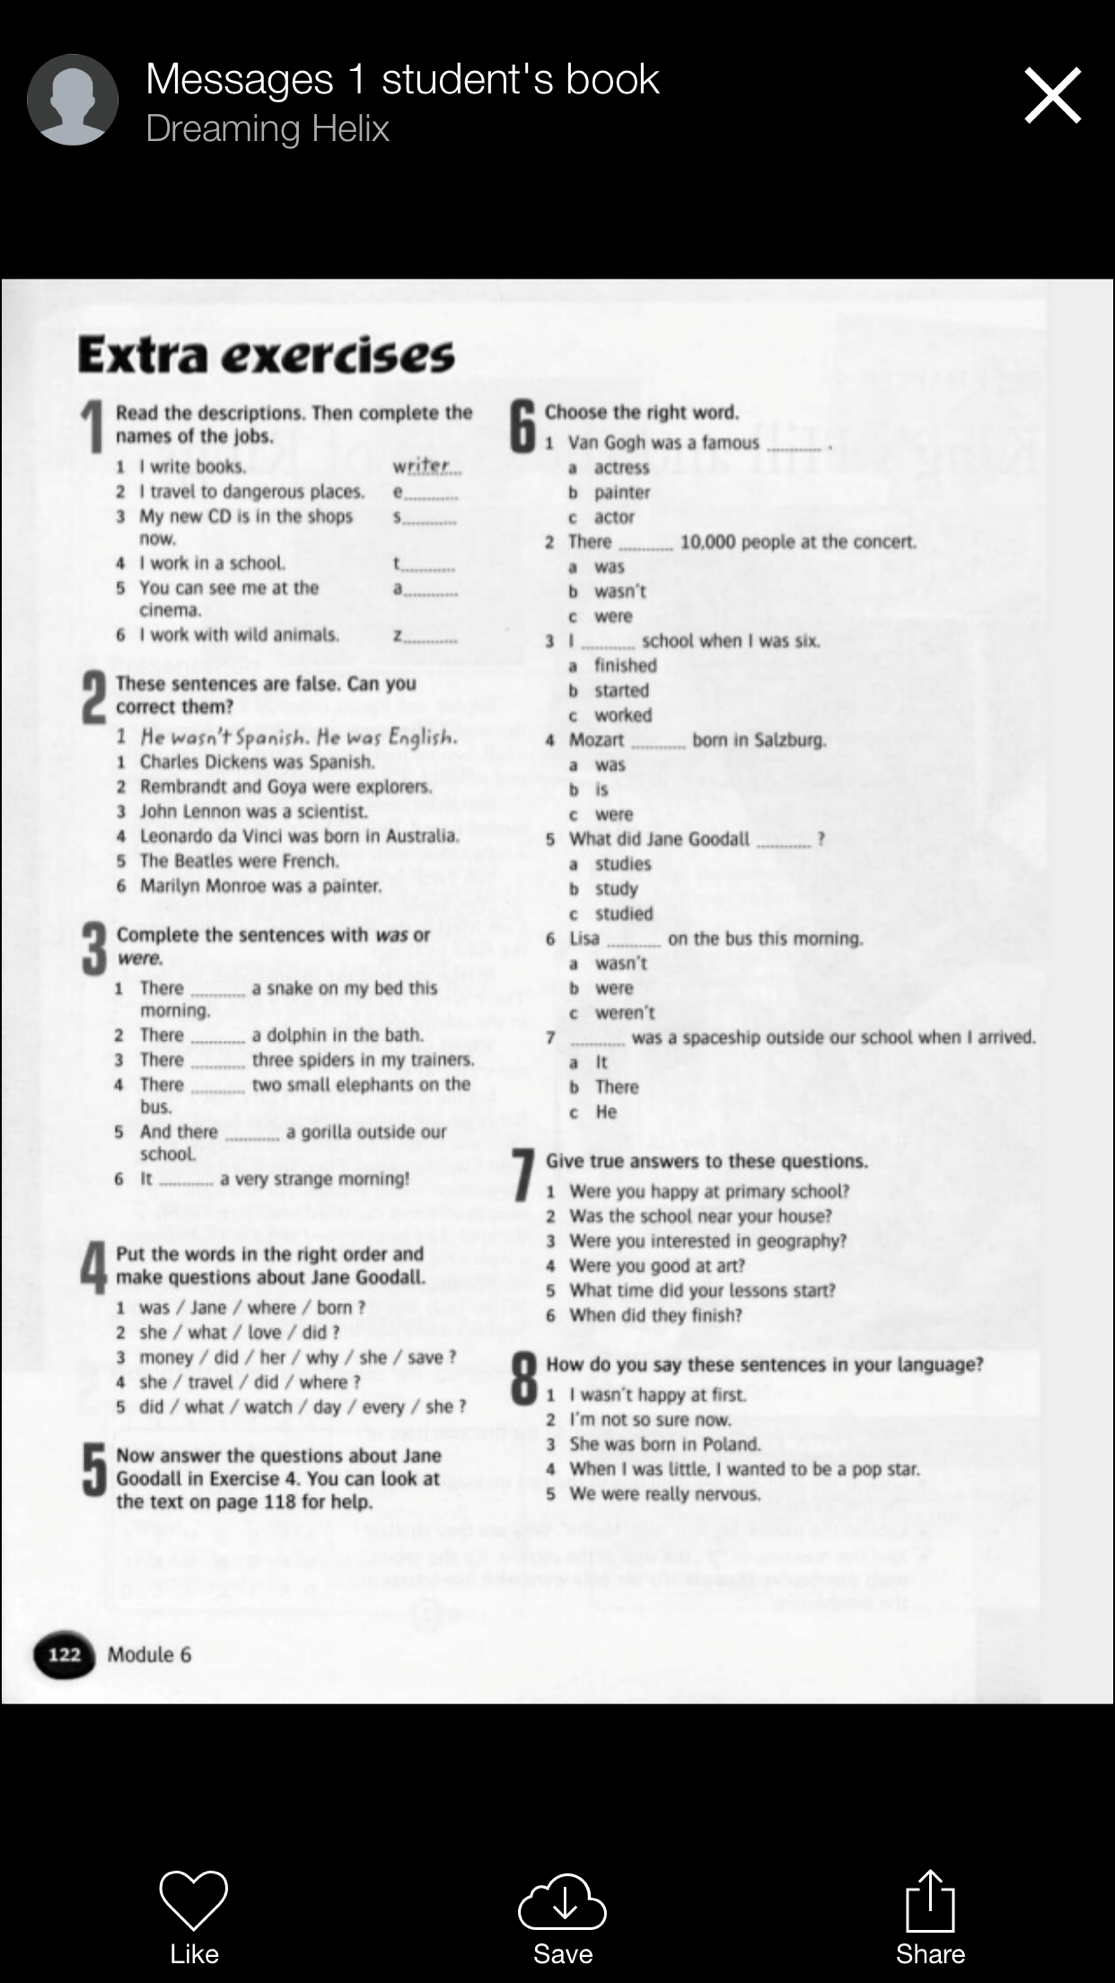 Messages 1 student's book
Dreaming Helix
Extra exercises
1 Read the descriptions. Then complete the
names of the jobs.
1 I write books. writer
2 I travel to dangerous places. e..........
3 My new CD is in the shops s..........
now.
4 I work in a school. t..........
5 You can see me at the a..........
cinema.
6 I work with wild animals. z..........
2 These sentences are false. Can you
correct them?
1 He wasn't Spanish. He was English.
1 Charles Dickens was Spanish.
2 Rembrandt and Goya were explorers.
3 John Lennon was a scientist.
4 Leonardo da Vinci was born in Australia.
5 The Beatles were French.
6 Marilyn Monroe was a painter.
3 Complete the sentences with was or
were.
1 There .......... a snake on my bed this
morning.
2 There .......... a dolphin in the bath.
3 There .......... three spiders in my trainers.
4 There .......... two small elephants on the
bus.
5 And there .......... a gorilla outside our
school.
6 It .......... a very strange morning!
4 Put the words in the right order and
make questions about Jane Goodall.
1 was / Jane / where / born ?
2 she / what / love / did ?
3 money / did / her / why / she / save ?
4 she / travel / did / where ?
5 did / what / watch / day / every / she ?
5 Now answer the questions about Jane
Goodall in Exercise 4. You can look at
the text on page 118 for help.
6 Choose the right word.
1 Van Gogh was a famous .......... .
a actress
b painter
c actor
2 There .......... 10,000 people at the concert.
a was
b wasn't
c were
3 I .......... school when I was six.
a finished
b started
c worked
4 Mozart .......... born in Salzburg.
a was
b is
c were
5 What did Jane Goodall .......... ?
a studies
b study
c studied
6 Lisa .......... on the bus this morning.
a wasn't
b were
c weren't
7 .......... was a spaceship outside our school when I arrived.
a It
b There
c He
7 Give true answers to these questions.
1 Were you happy at primary school?
2 Was the school near your house?
3 Were you interested in geography?
4 Were you good at art?
5 What time did your lessons start?
6 When did they finish?
8 How do you say these sentences in your language?
1 I wasn't happy at first.
2 I'm not so sure now.
3 She was born in Poland.
4 When I was little, I wanted to be a pop star.
5 We were really nervous.
122 Module 6
Like
Save
Share